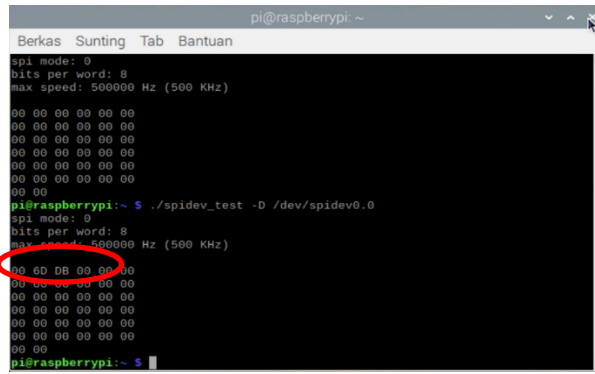 pi@raspberrypi: ~
Berkas Sunting Tab Bantuan
spi mode: 0
bits per word: 8
max speed: 500000 Hz (500 KHz)
00 00 00 00 00 00
00 00 00 00 00 00
00 00 00 00 00 00
00 00 00 00 00 00
00 00 00 00 00 00
00 00 00 00 00 00
00 00
pi@raspberrypi:~ $ ./spidev_test -D /dev/spidev0.0
spi mode: 0
bits per word: 8
max speed: 500000 Hz (500 KHz)
00 6D DB 00 00 00
00 00 00 00 00 00
00 00 00 00 00 00
00 00 00 00 00 00
00 00 00 00 00 00
00 00 00 00 00 00
00 00
pi@raspberrypi:~ $